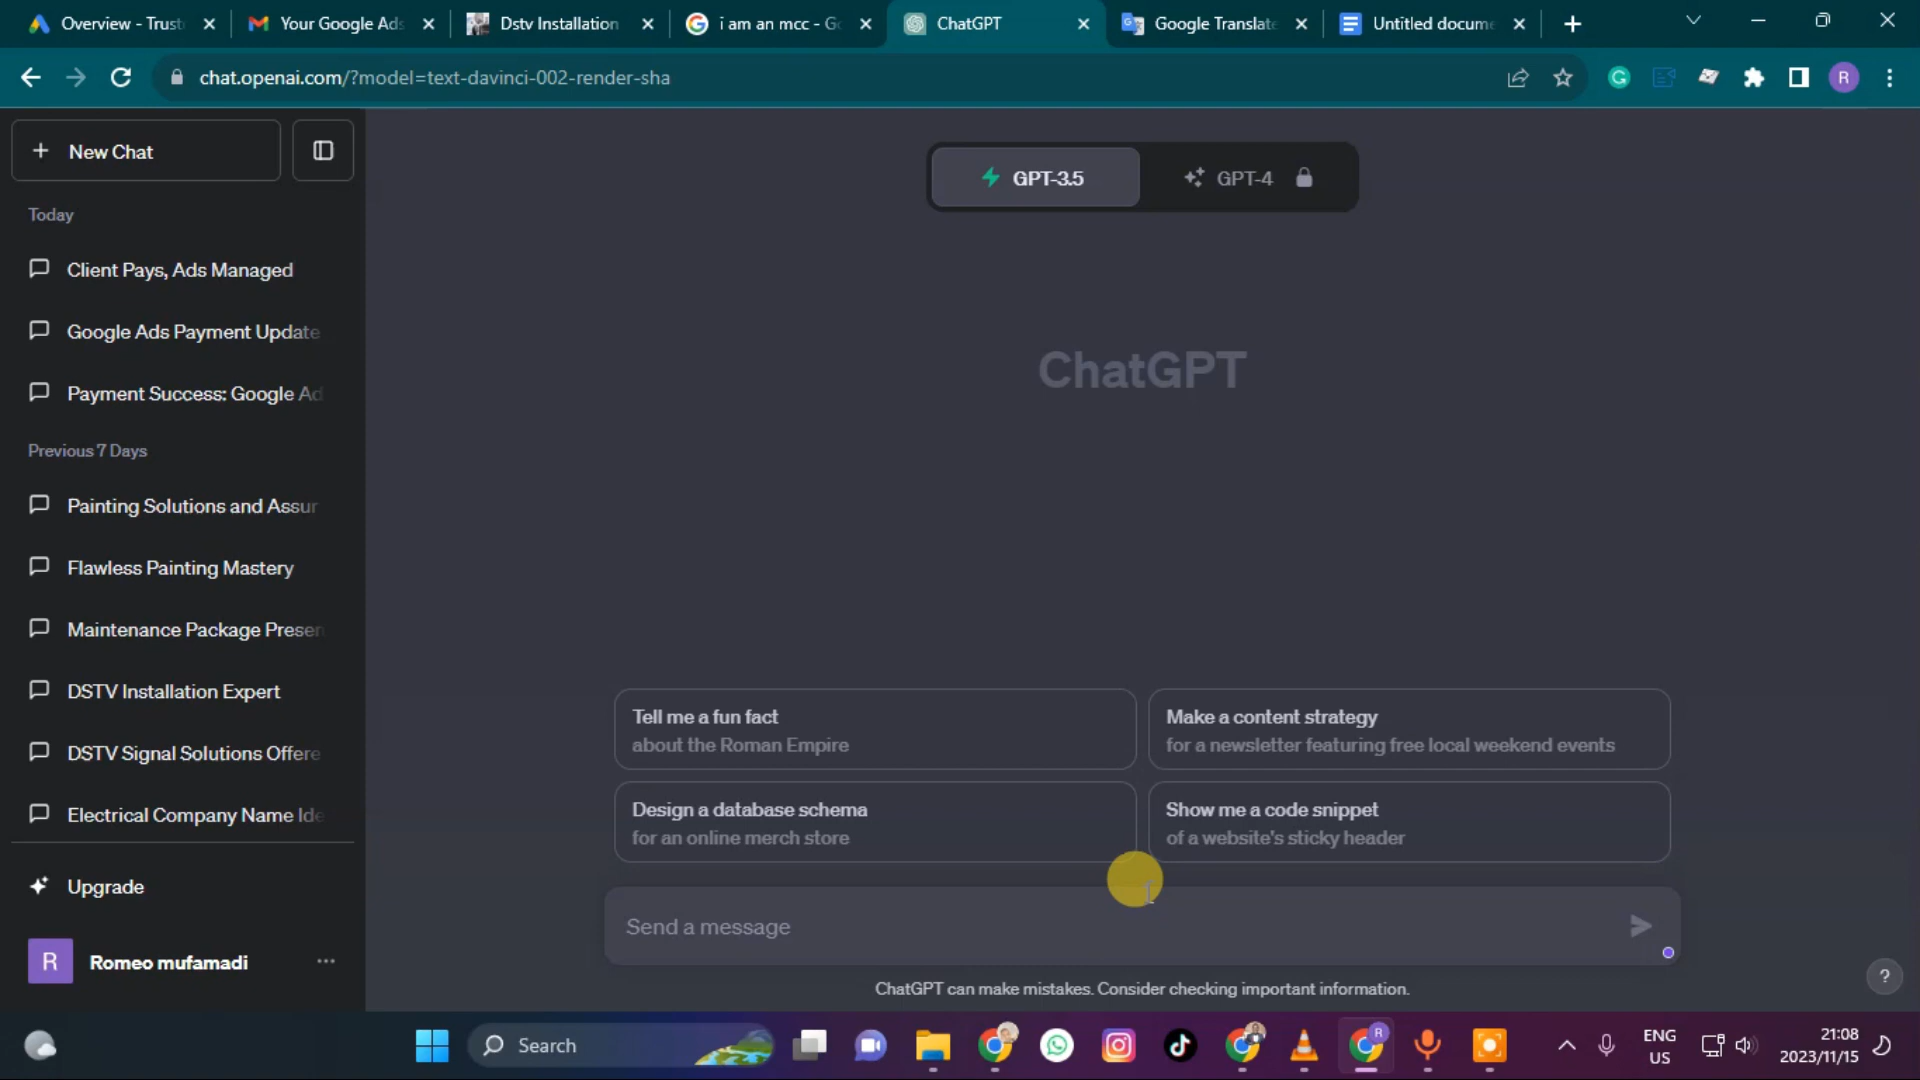 Overview - Trust
Your Google Ads
Dstv Installation
i am an mcc - Go
ChatGPT
Google Translate
Untitled docume
chat.openai.com/?model=text-davinci-002-render-sha
R
New Chat
GPT-3.5
GPT-4
Today
Client Pays, Ads Managed
Google Ads Payment Update
Payment Success: Google Ad
ChatGPT
Previous 7 Days
Painting Solutions and Assur
Flawless Painting Mastery
Maintenance Package Presen
DSTV Installation Expert
DSTV Signal Solutions Offere
Electrical Company Name Ide
Tell me a fun fact
about the Roman Empire
Make a content strategy
for a newsletter featuring free local weekend events
Design a database schema
for an online merch store
Show me a code snippet
of a website's sticky header
Upgrade
Send a message
R
Romeo mufamadi
ChatGPT can make mistakes. Consider checking important information.
?
Search
R
ENG
US
21:08
2023/11/15